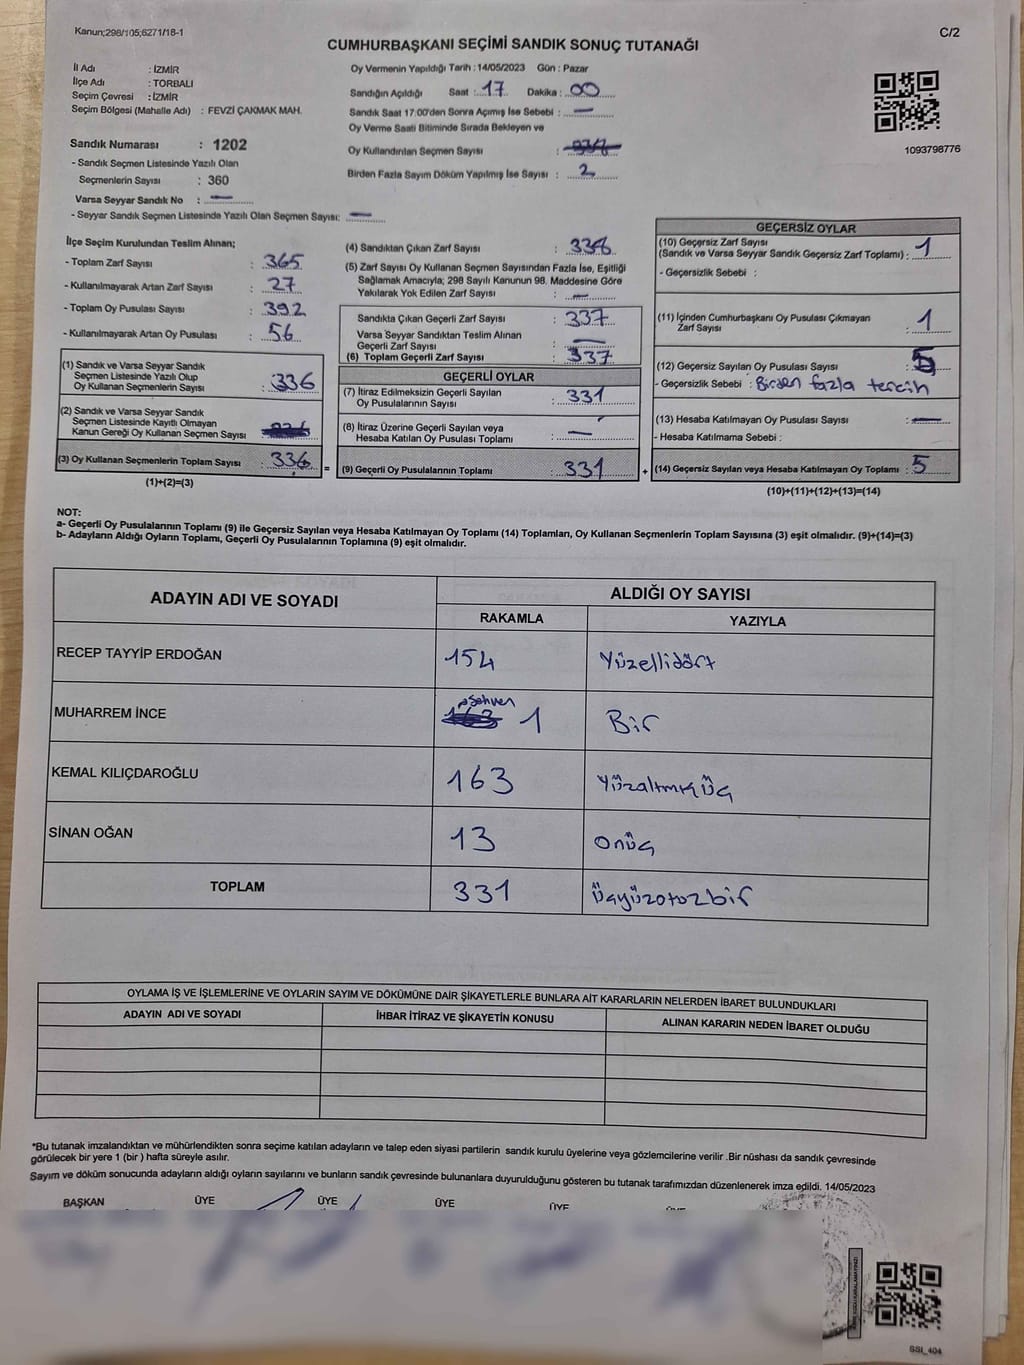 Kanun;298/105;6271/18-1
C/2
CUMHURBAŞKANI SEÇİMİ SANDIK SONUÇ TUTANAĞI
İl Adı : İZMİR
İlçe Adı : TORBALI
Seçim Çevresi : İZMİR
Seçim Bölgesi (Mahalle Adı) : FEVZİ ÇAKMAK MAH.
Sandık Numarası : 1202
- Sandık Seçmen Listesinde Yazılı Olan
Seçmenlerin Sayısı : 360
Varsa Seyyar Sandık No : —
- Seyyar Sandık Seçmen Listesinde Yazılı Olan Seçmen Sayısı: —
Oy Vermenin Yapıldığı Tarih : 14/05/2023 Gün : Pazar
Sandığın Açıldığı Saat : 17 Dakika : 00
Sandık Saat 17:00'den Sonra Açımış İse Sebebi : —
Oy Verme Saati Bitiminde Sırada Bekleyen ve
Oy Kullandırılan Seçmen Sayısı :
Birden Fazla Sayım Döküm Yapılmış İse Sayısı : 2
1093798776
İlçe Seçim Kurulundan Teslim Alınan;
- Toplam Zarf Sayısı : 365
- Kullanılmayarak Artan Zarf Sayısı : 27
- Toplam Oy Pusulası Sayısı : 392
- Kullanılmayarak Artan Oy Pusulası : 56
(1) Sandık ve Varsa Seyyar Sandık
Seçmen Listesinde Yazılı Olup
Oy Kullanan Seçmenlerin Sayısı : 336
(2) Sandık ve Varsa Seyyar Sandık
Seçmen Listesinde Kayıtlı Olmayan
Kanun Gereği Oy Kullanan Seçmen Sayısı :
(3) Oy Kullanan Seçmenlerin Toplam Sayısı : 336
(1)+(2)=(3)
(4) Sandıktan Çıkan Zarf Sayısı : 338
(5) Zarf Sayısı Oy Kullanan Seçmen Sayısından Fazla İse, Eşitliği
Sağlamak Amacıyla; 298 Sayılı Kanunun 98. Maddesine Göre
Yakılarak Yok Edilen Zarf Sayısı : —
Sandıkta Çıkan Geçerli Zarf Sayısı : 337
Varsa Seyyar Sandıktan Teslim Alınan
Geçerli Zarf Sayısı : —
(6) Toplam Geçerli Zarf Sayısı : 337
GEÇERLİ OYLAR
(7) İtiraz Edilmeksizin Geçerli Sayılan
Oy Pusulalarının Sayısı : 331
(8) İtiraz Üzerine Geçerli Sayılan veya
Hesaba Katılan Oy Pusulası Toplamı : —
(9) Geçerli Oy Pusulalarının Toplamı : 331
=
+
GEÇERSİZ OYLAR
(10) Geçersiz Zarf Sayısı
(Sandık ve Varsa Seyyar Sandık Geçersiz Zarf Toplamı) : 1
- Geçersizlik Sebebi :
(11) İçinden Cumhurbaşkanı Oy Pusulası Çıkmayan
Zarf Sayısı : 1
(12) Geçersiz Sayılan Oy Pusulası Sayısı : 5
- Geçersizlik Sebebi : Birden fazla tercih
(13) Hesaba Katılmayan Oy Pusulası Sayısı : —
- Hesaba Katılmama Sebebi :
(14) Geçersiz Sayılan veya Hesaba Katılmayan Oy Toplamı : 5
(10)+(11)+(12)+(13)=(14)
NOT:
a- Geçerli Oy Pusulalarının Toplamı (9) ile Geçersiz Sayılan veya Hesaba Katılmayan Oy Toplamı (14) Toplamları, Oy Kullanan Seçmenlerin Toplam Sayısına (3) eşit olmalıdır. (9)+(14)=(3)
b- Adayların Aldığı Oyların Toplamı, Geçerli Oy Pusulalarının Toplamına (9) eşit olmalıdır.
ADAYIN ADI VE SOYADI ALDIĞI OY SAYISI
RAKAMLA YAZIYLA
RECEP TAYYİP ERDOĞAN 154 Yüzellidört
MUHARREM İNCE Sehven 163 1 Bir
KEMAL KILIÇDAROĞLU 163 Yüzaltmışüç
SİNAN OĞAN 13 Onüç
TOPLAM 331 Üçyüzotuzbir
OYLAMA İŞ VE İŞLEMLERİNE VE OYLARIN SAYIM VE DÖKÜMÜNE DAİR ŞİKAYETLERLE BUNLARA AİT KARARLARIN NELERDEN İBARET BULUNDUKLARI
ADAYIN ADI VE SOYADI İHBAR İTİRAZ VE ŞİKAYETİN KONUSU ALINAN KARARIN NEDEN İBARET OLDUĞU
*Bu tutanak imzalandıktan ve mühürlendikten sonra seçime katılan adayların ve talep eden siyasi partilerin sandık kurulu üyelerine veya gözlemcilerine verilir .Bir nüshası da sandık çevresinde
görülecek bir yere 1 (bir ) hafta süreyle asılır.
Sayım ve döküm sonucunda adayların aldığı oyların sayılarını ve bunların sandık çevresinde bulunanlara duyurulduğunu gösteren bu tutanak tarafımızdan düzenlenerek imza edildi. 14/05/2023
BAŞKAN ÜYE ÜYE ÜYE ÜYE
SSI_404